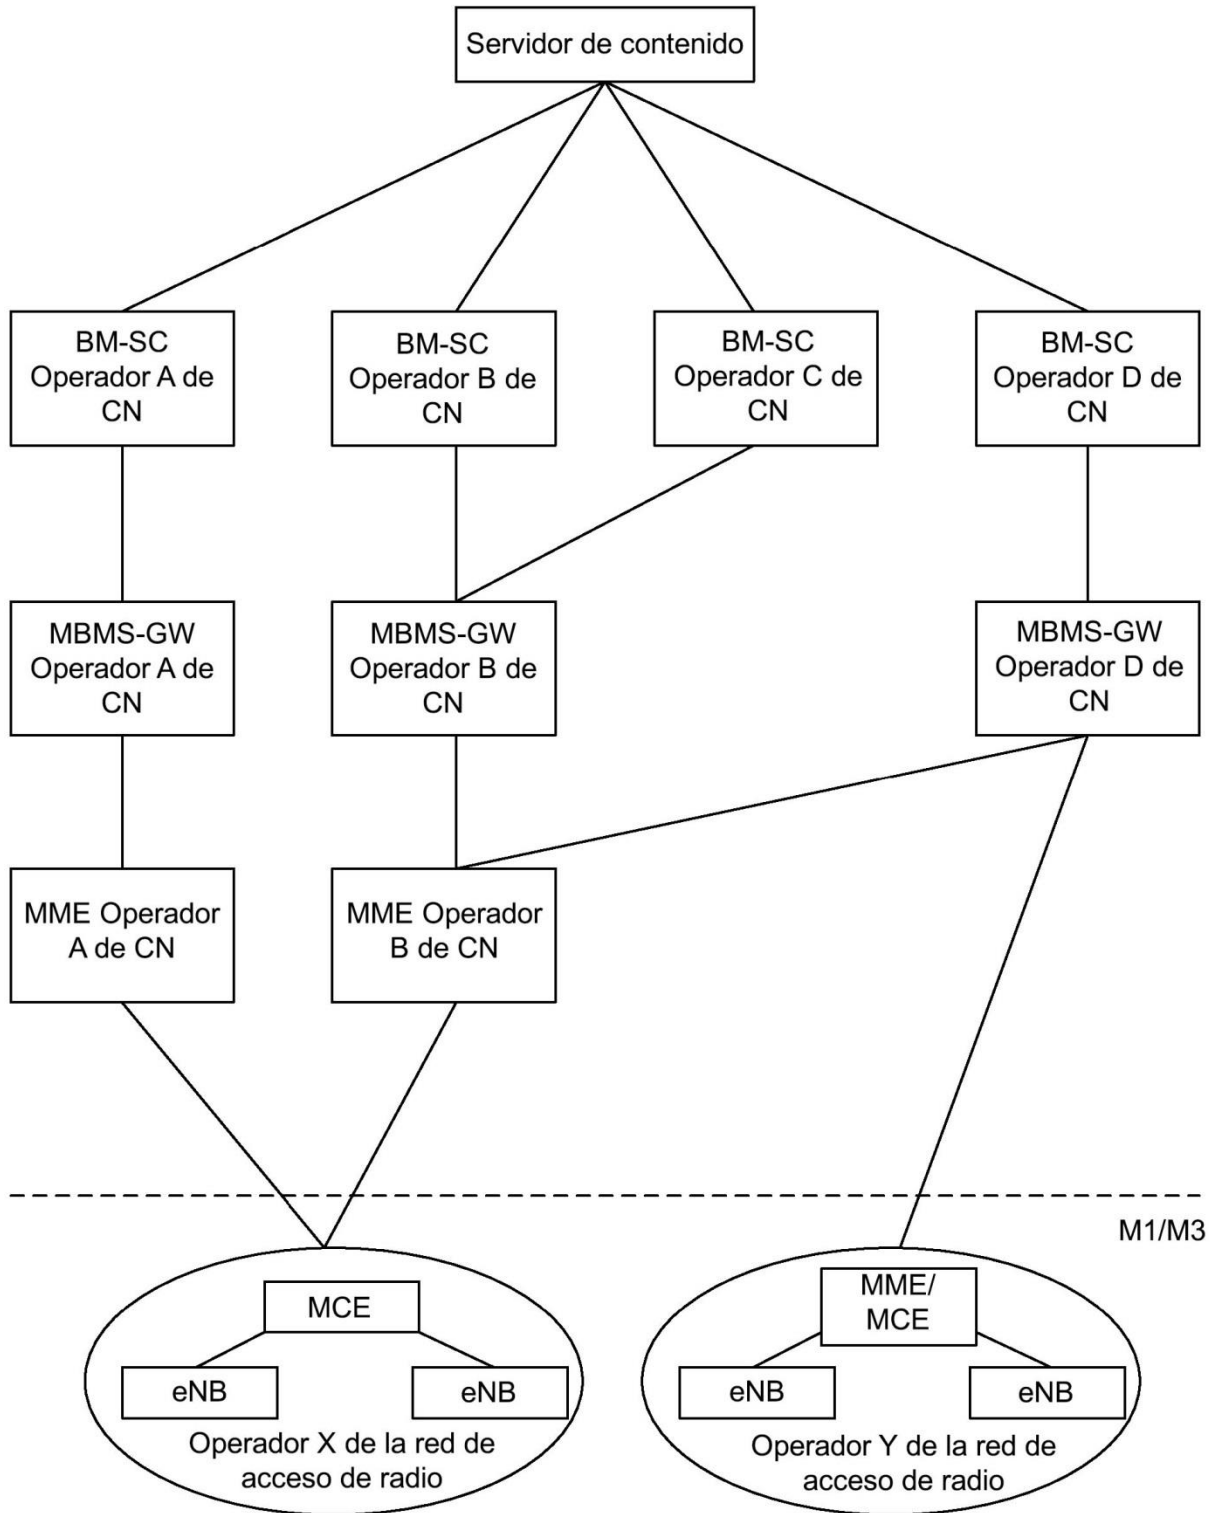 Servidor de contenido
BM-SC
Operador A de
CN
BM-SC
Operador B de
CN
BM-SC
Operador C de
CN
BM-SC
Operador D de
CN
MBMS-GW
Operador A de
CN
MBMS-GW
Operador B de
CN
MBMS-GW
Operador D de
CN
MME Operador
A de CN
MME Operador
B de CN
M1/M3
MCE
eNB
eNB
Operador X de la red de
acceso de radio
MME/
MCE
eNB
eNB
Operador Y de la red de
acceso de radio